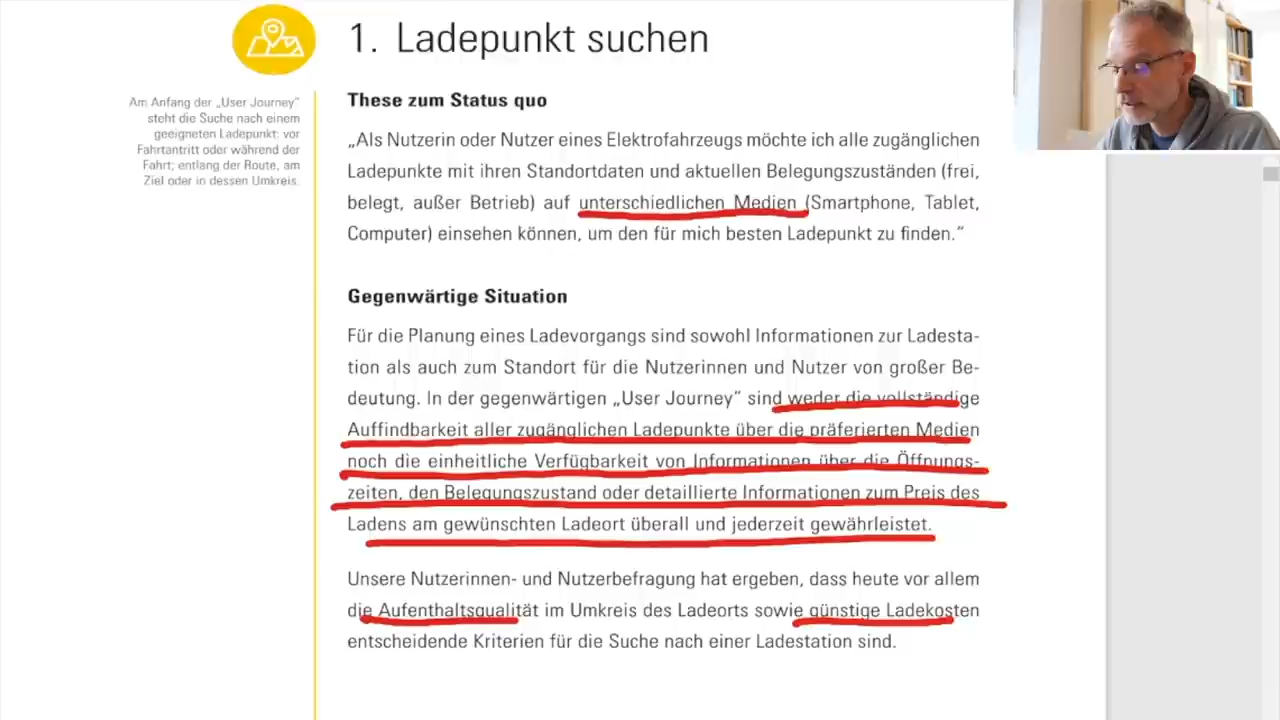 1. Ladepunkt suchen
Am Anfang der „User Journey“
steht die Suche nach einem
geeigneten Ladepunkt: vor
Fahrtantritt oder während der
Fahrt; entlang der Route, am
Ziel oder in dessen Umkreis.
These zum Status quo
„Als Nutzerin oder Nutzer eines Elektrofahrzeugs möchte ich alle zugänglichen
Ladepunkte mit ihren Standortdaten und aktuellen Belegungszuständen (frei,
belegt, außer Betrieb) auf unterschiedlichen Medien (Smartphone, Tablet,
Computer) einsehen können, um den für mich besten Ladepunkt zu finden.“
Gegenwärtige Situation
Für die Planung eines Ladevorgangs sind sowohl Informationen zur Ladesta-
tion als auch zum Standort für die Nutzerinnen und Nutzer von großer Be-
deutung. In der gegenwärtigen „User Journey“ sind weder die vollständige
Auffindbarkeit aller zugänglichen Ladepunkte über die präferierten Medien
noch die einheitliche Verfügbarkeit von Informationen über die Öffnungs-
zeiten, den Belegungszustand oder detaillierte Informationen zum Preis des
Ladens am gewünschten Ladeort überall und jederzeit gewährleistet.
Unsere Nutzerinnen- und Nutzerbefragung hat ergeben, dass heute vor allem
die Aufenthaltsqualität im Umkreis des Ladeorts sowie günstige Ladekosten
entscheidende Kriterien für die Suche nach einer Ladestation sind.